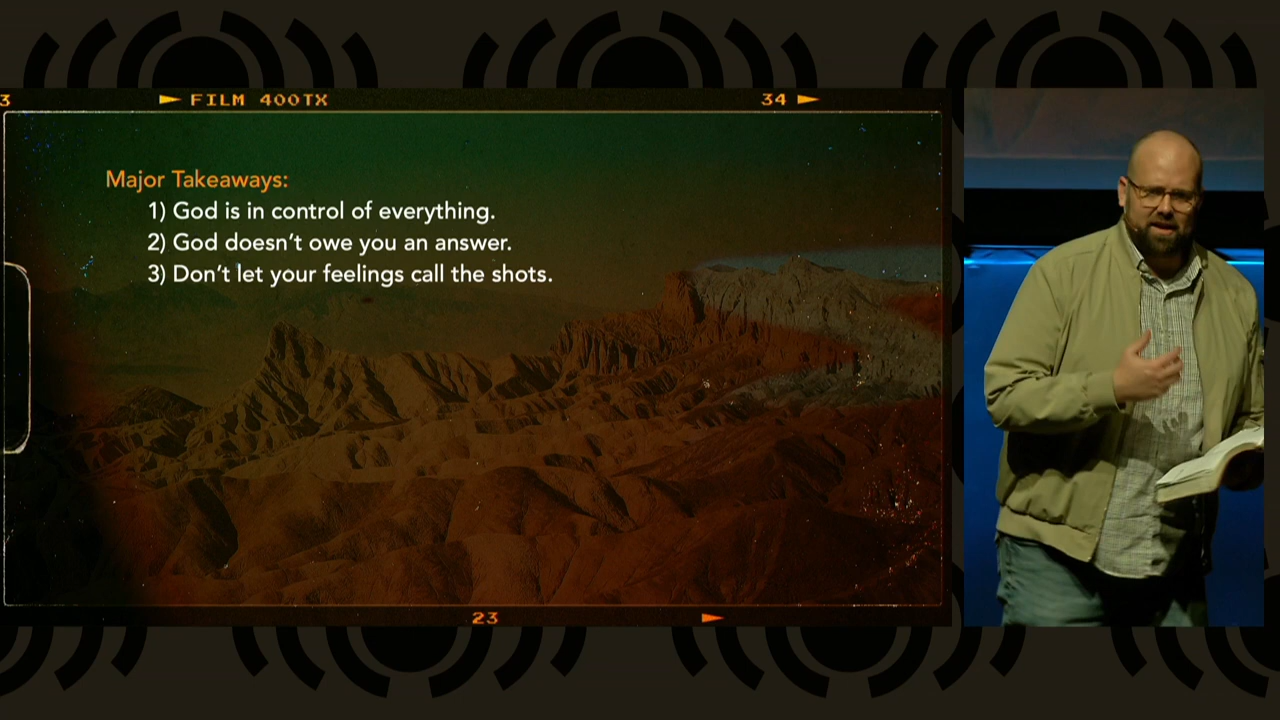 3
FILM 400TX
34
Major Takeaways:
1) God is in control of everything.
2) God doesn't owe you an answer.
3) Don't let your feelings call the shots.
23